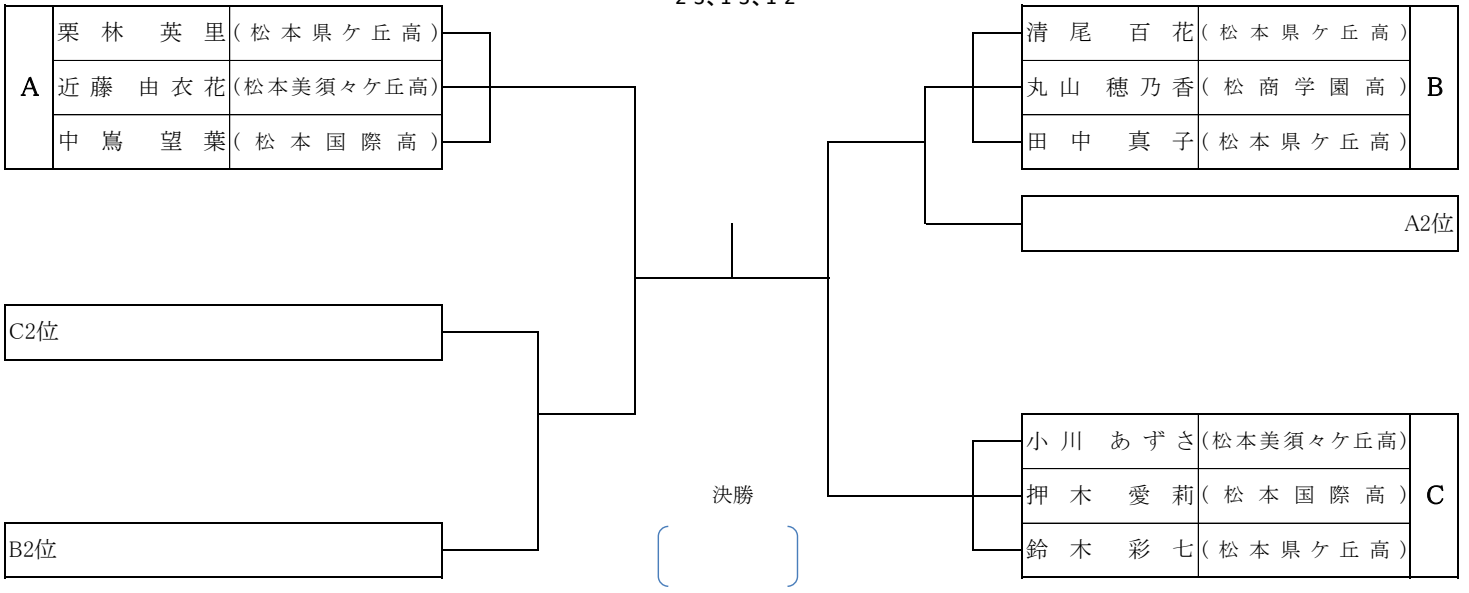 A
栗林 英里(松本県ケ丘高)
近藤 由衣花(松本美須々ケ丘高)
中嶌 望葉(松本国際高)
C2位
B2位
決勝
清尾 百花(松本県ケ丘高)
丸山 穂乃香(松商学園高)
田中 真子(松本県ケ丘高)
B
A2位
小川 あずさ(松本美須々ケ丘高)
押木 愛莉(松本国際高)
鈴木 彩七(松本県ケ丘高)
C